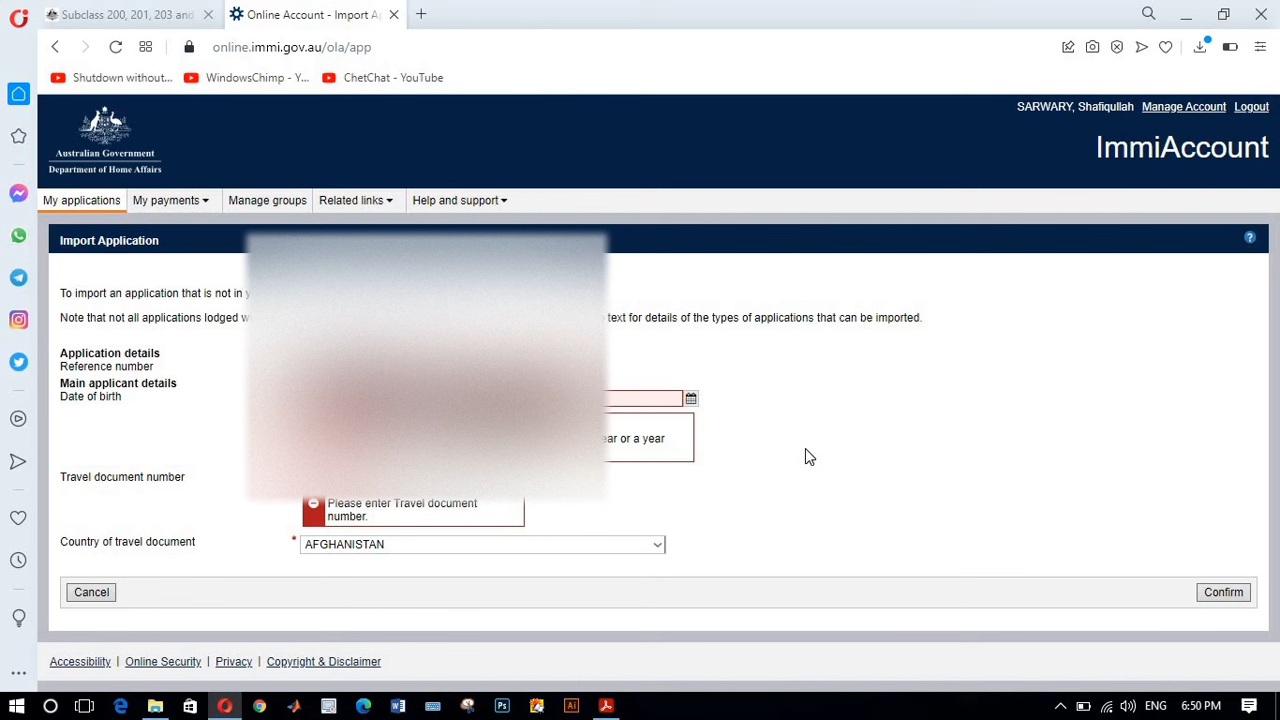 Subclass 200, 201, 203 and
Online Account - Import Ap
online.immi.gov.au/ola/app
Shutdown without...
WindowsChimp - Y...
ChetChat - YouTube
SARWARY, Shafiqullah Manage Account Logout
Australian Government
Department of Home Affairs
ImmiAccount
My applications My payments Manage groups Related links Help and support
Import Application
To import an application that is not in
Note that not all applications lodged
text for details of the types of applications that can be imported.
Application details
Reference number
Main applicant details
Date of birth
or a year
Travel document number
Please enter Travel document
number.
Country of travel document
* AFGHANISTAN
Cancel Confirm
Accessibility | Online Security | Privacy | Copyright & Disclaimer
ENG 6:50 PM